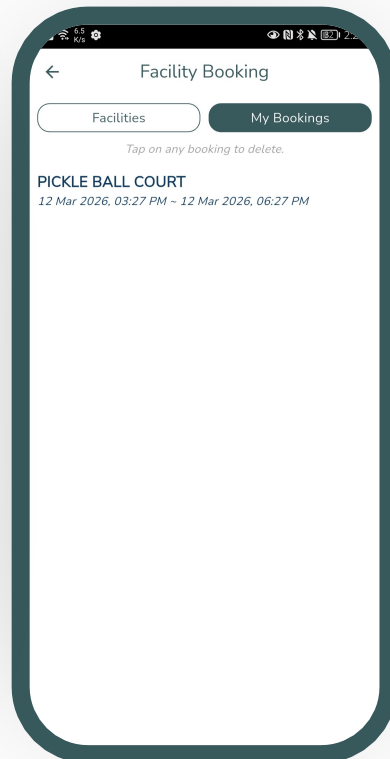 6.5
K/s
82
Facility Booking
Facilities
My Bookings
Tap on any booking to delete.
PICKLE BALL COURT
12 Mar 2026, 03:27 PM ~ 12 Mar 2026, 06:27 PM